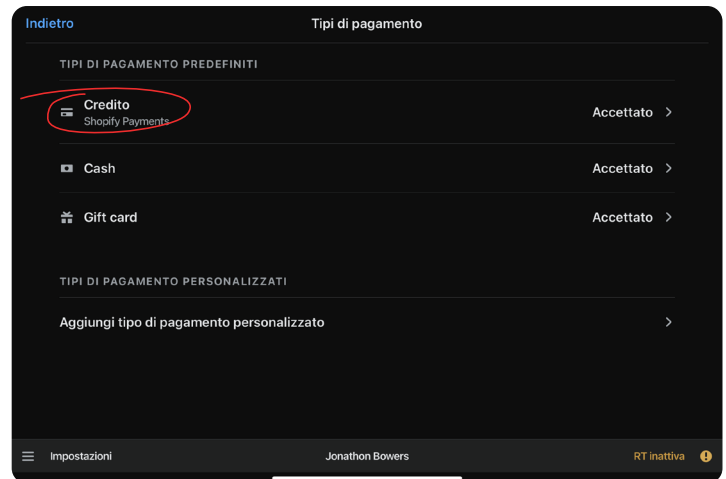 Indietro
Tipi di pagamento
TIPI DI PAGAMENTO PREDEFINITI
Credito
Accettato
Shopify Payments
Cash
Accettato
Gift card
Accettato
TIPI DI PAGAMENTO PERSONALIZZATI
Aggiungi tipo di pagamento personalizzato
Impostazioni
Jonathon Bowers
RT inattiva